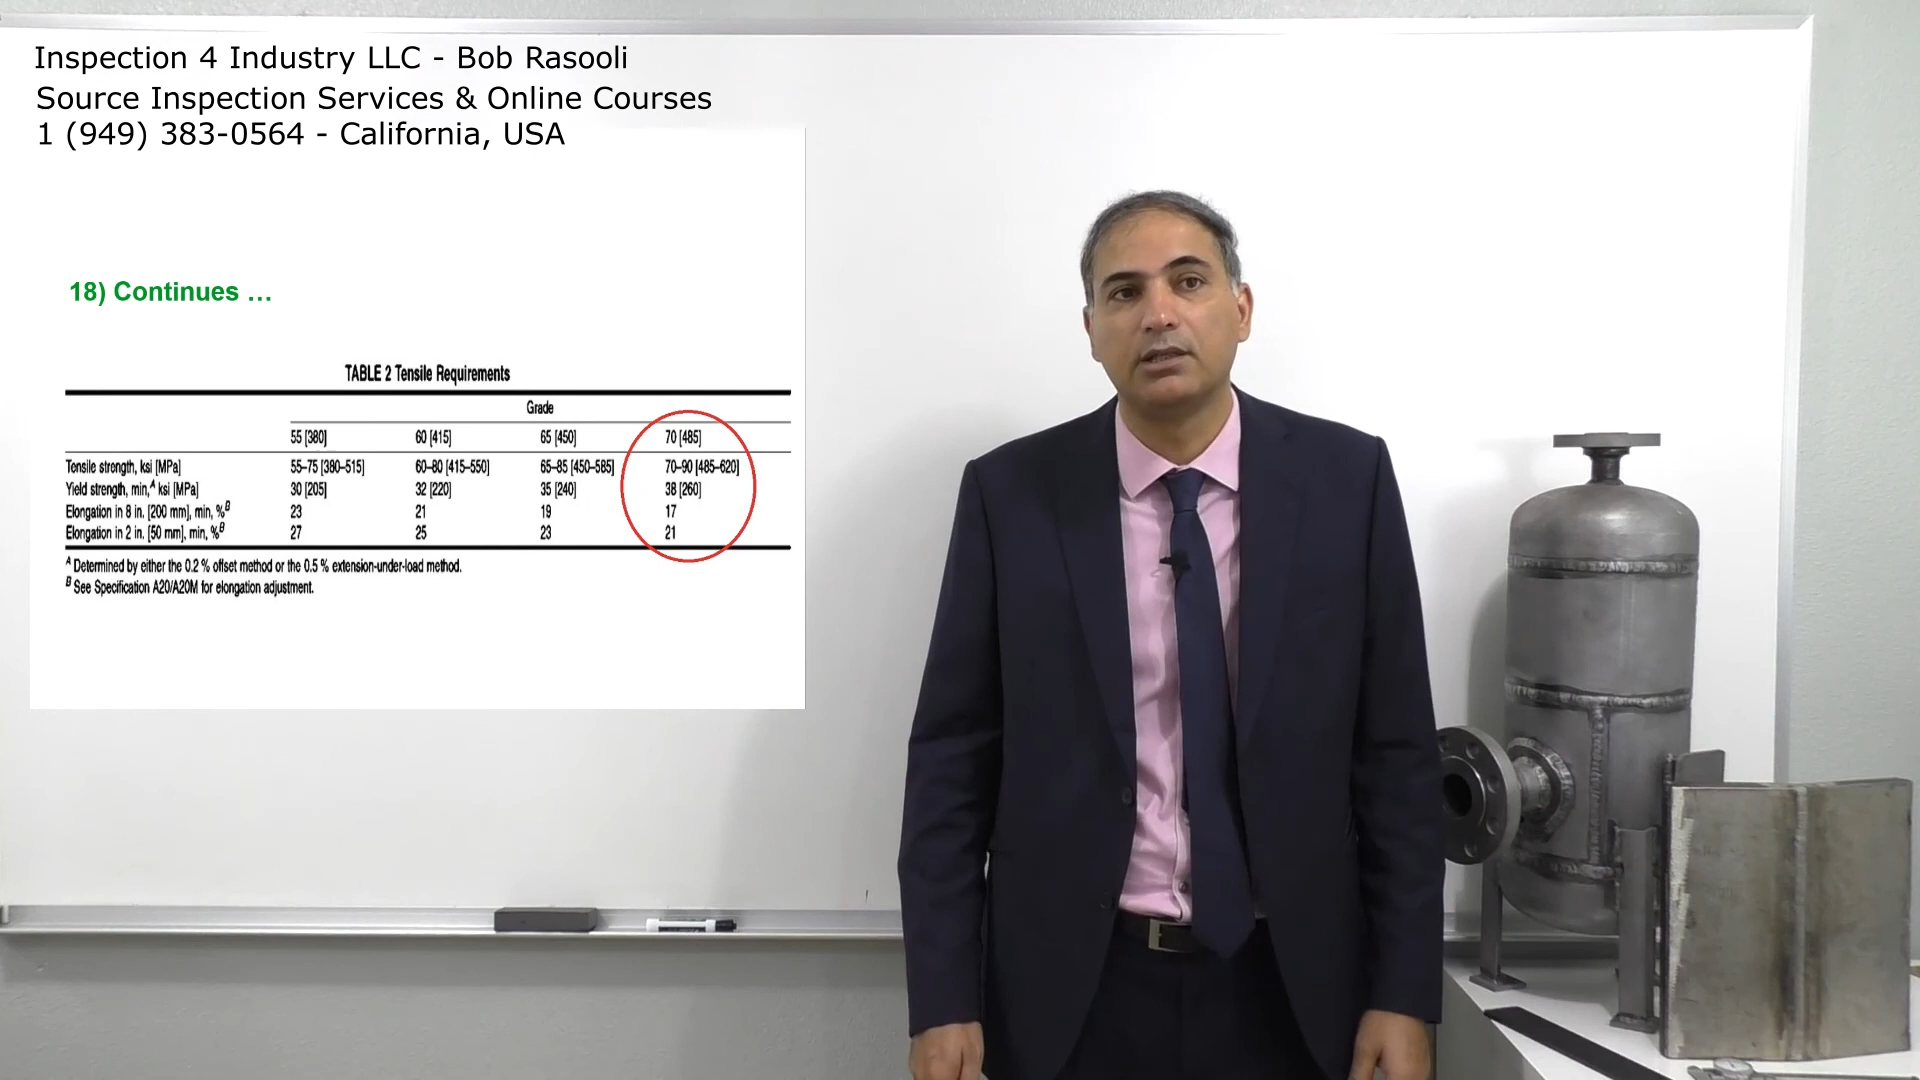 Inspection 4 Industry LLC - Bob Rasooli
Source Inspection Services & Online Courses
1 (949) 383-0564 - California, USA
18) Continues ...
TABLE 2 Tensile Requirements
Grade
55 [380] 60 [415] 65 [450] 70 [485]
Tensile strength, ksi [MPa] 55–75 [380–515] 60–80 [415–550] 65–85 [450–585] 70–90 [485–620]
Yield strength, min,A ksi [MPa] 30 [205] 32 [220] 35 [240] 38 [260]
Elongation in 8 in. [200 mm], min, %B 23 21 19 17
Elongation in 2 in. [50 mm], min, %B 27 25 23 21
A Determined by either the 0.2 % offset method or the 0.5 % extension-under-load method.
B See Specification A20/A20M for elongation adjustment.